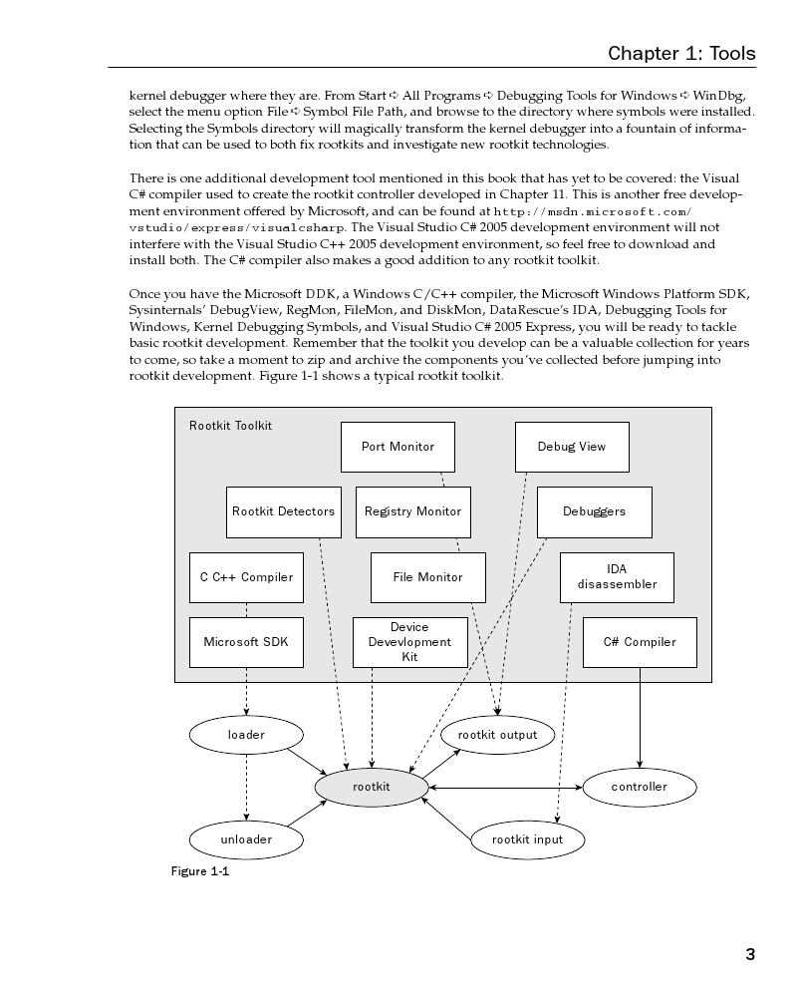 Chapter 1: Tools
kernel debugger where they are. From Start ➪ All Programs ➪ Debugging Tools for Windows ➪ WinDbg,
select the menu option File ➪ Symbol File Path, and browse to the directory where symbols were installed.
Selecting the Symbols directory will magically transform the kernel debugger into a fountain of informa-
tion that can be used to both fix rootkits and investigate new rootkit technologies.
There is one additional development tool mentioned in this book that has yet to be covered: the Visual
C# compiler used to create the rootkit controller developed in Chapter 11. This is another free develop-
ment environment offered by Microsoft, and can be found at http://msdn.microsoft.com/
vstudio/express/visualcsharp. The Visual Studio C# 2005 development environment will not
interfere with the Visual Studio C++ 2005 development environment, so feel free to download and
install both. The C# compiler also makes a good addition to any rootkit toolkit.
Once you have the Microsoft DDK, a Windows C/C++ compiler, the Microsoft Windows Platform SDK,
Sysinternals' DebugView, RegMon, FileMon, and DiskMon, DataRescue's IDA, Debugging Tools for
Windows, Kernel Debugging Symbols, and Visual Studio C# 2005 Express, you will be ready to tackle
basic rootkit development. Remember that the toolkit you develop can be a valuable collection for years
to come, so take a moment to zip and archive the components you've collected before jumping into
rootkit development. Figure 1-1 shows a typical rootkit toolkit.
Rootkit Toolkit
Port Monitor
Debug View
Rootkit Detectors
Registry Monitor
Debuggers
C C++ Compiler
File Monitor
IDA
disassembler
Microsoft SDK
Device
Devevlopment
Kit
C# Compiler
loader
rootkit output
rootkit
controller
unloader
rootkit input
Figure 1-1
3